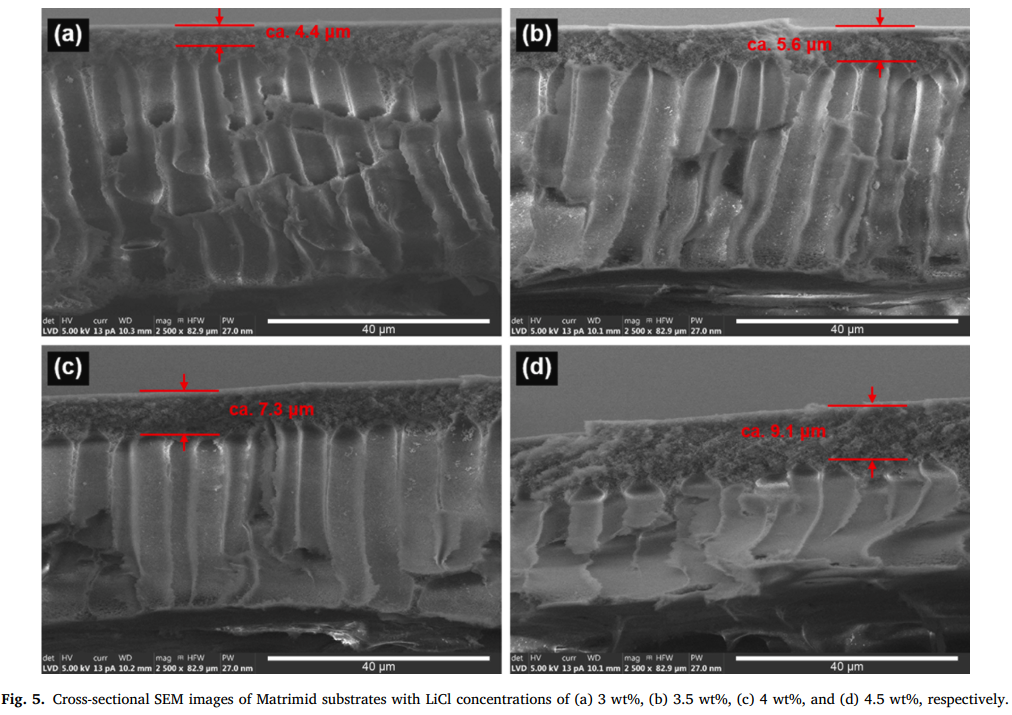 (a)
ca. 4.4 µm
det HV curr WD mag HFW PW
LVD 5.00 kV 13 pA 10.3 mm 2 500 x 82.9 µm 27.0 nm
40 µm
(b)
ca. 5.6 µm
det HV curr WD mag HFW PW
LVD 5.00 kV 13 pA 10.1 mm 2 500 x 82.9 µm 27.0 nm
40 µm
(c)
ca. 7.3 µm
det HV curr WD mag HFW PW
LVD 5.00 kV 13 pA 10.2 mm 2 500 x 82.9 µm 27.0 nm
40 µm
(d)
ca. 9.1 µm
det HV curr WD mag HFW PW
LVD 5.00 kV 13 pA 10.1 mm 2 500 x 82.9 µm 27.0 nm
40 µm
Fig. 5. Cross-sectional SEM images of Matrimid substrates with LiCl concentrations of (a) 3 wt%, (b) 3.5 wt%, (c) 4 wt%, and (d) 4.5 wt%, respectively.